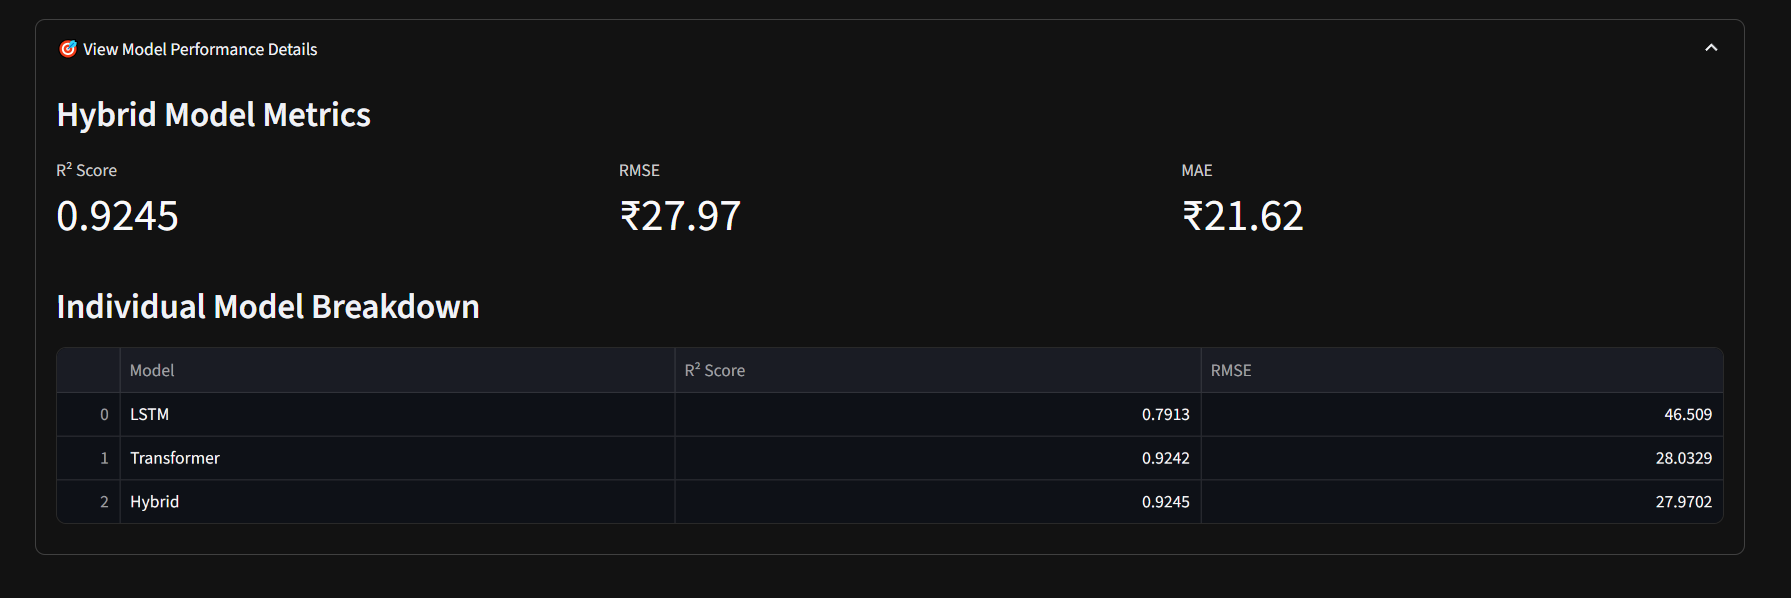 🎯 View Model Performance Details
Hybrid Model Metrics
R² Score RMSE MAE
0.9245 ₹27.97 ₹21.62
Individual Model Breakdown
Model R² Score RMSE
0 LSTM 0.7913 46.509
1 Transformer 0.9242 28.0329
2 Hybrid 0.9245 27.9702